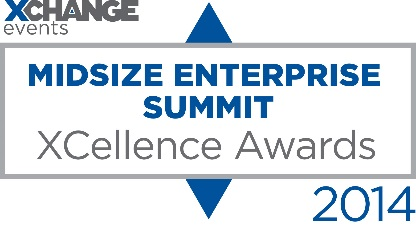 XCHANGE
events
MIDSIZE ENTERPRISE
SUMMIT
XCellence Awards
2014